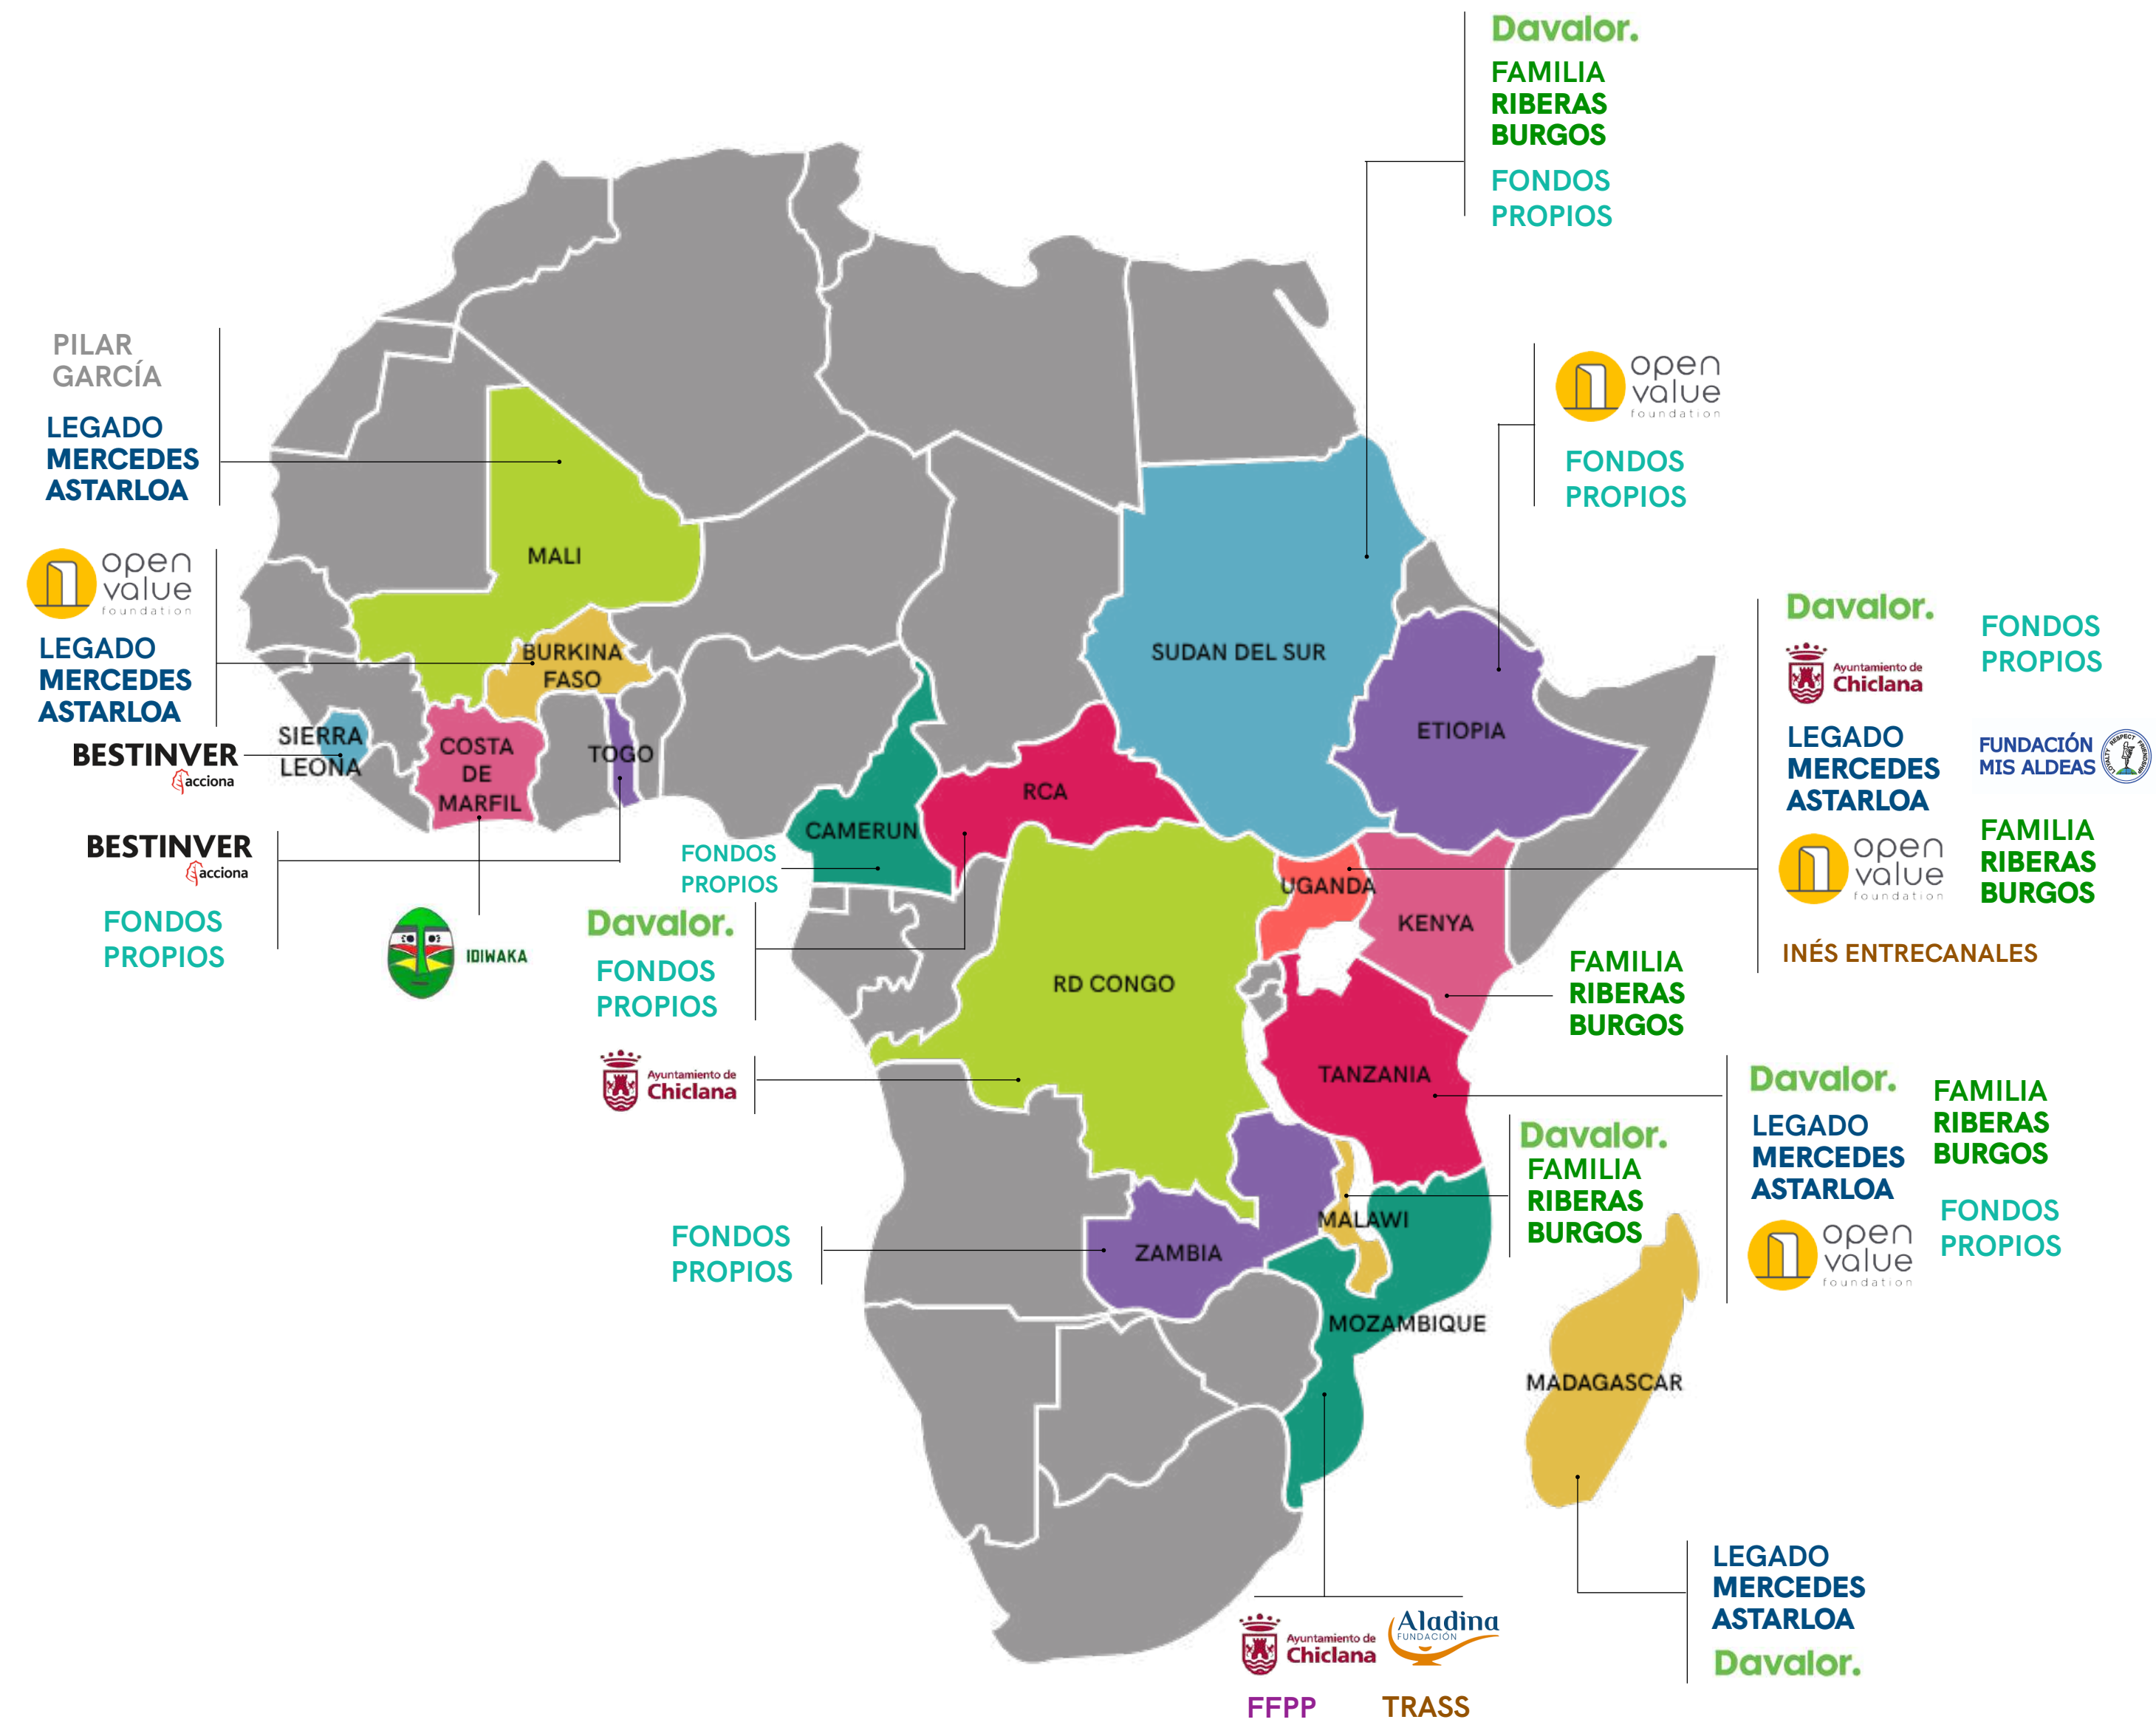 Davalor.
FAMILIA
RIBERAS
BURGOS
FONDOS
PROPIOS
PILAR
GARCÍA
LEGADO
MERCEDES
ASTARLOA
open
value
foundation
FONDOS
PROPIOS
MALI
open
value
foundation
LEGADO
MERCEDES
ASTARLOA
BURKINA
FASO
SUDAN DEL SUR
ETIOPIA
SIERRA
LEONA
BESTINVER
acciona
COSTA
DE
MARFIL
TOGO
RCA
CAMERUN
BESTINVER
acciona
FONDOS
PROPIOS
IDIWAKA
FONDOS
PROPIOS
Davalor.
FONDOS
PROPIOS
UGANDA
KENYA
RD CONGO
Davalor.
FONDOS
PROPIOS
Ayuntamiento de
Chiclana
LEGADO
MERCEDES
ASTARLOA
FUNDACIÓN
MIS ALDEAS
LOYALTY RESPECT FRIENDSHIP
open
value
foundation
FAMILIA
RIBERAS
BURGOS
INÉS ENTRECANALES
FAMILIA
RIBERAS
BURGOS
Ayuntamiento de
Chiclana
TANZANIA
Davalor.
FAMILIA
RIBERAS
BURGOS
LEGADO
MERCEDES
ASTARLOA
FONDOS
PROPIOS
open
value
foundation
Davalor.
FAMILIA
RIBERAS
BURGOS
MALAWI
FONDOS
PROPIOS
ZAMBIA
MOZAMBIQUE
MADAGASCAR
Ayuntamiento de
Chiclana
Aladina
FUNDACIÓN
FFPP
TRASS
LEGADO
MERCEDES
ASTARLOA
Davalor.